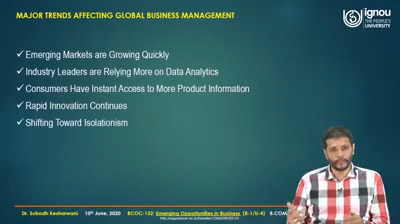 MAJOR TRENDS AFFECTING GLOBAL BUSINESS MANAGEMENT
ignou
THE PEOPLE'S
UNIVERSITY
✓ Emerging Markets are Growing Quickly
✓ Industry Leaders are Relying More on Data Analytics
✓ Consumers Have Instant Access to More Product Information
✓ Rapid Innovation Continues
✓ Shifting Toward Isolationism
Dr. Subodh Kesharwani 10th June, 2020 BCOC-132: Emerging Opportunities in Business (B-1/U-4) B.COM